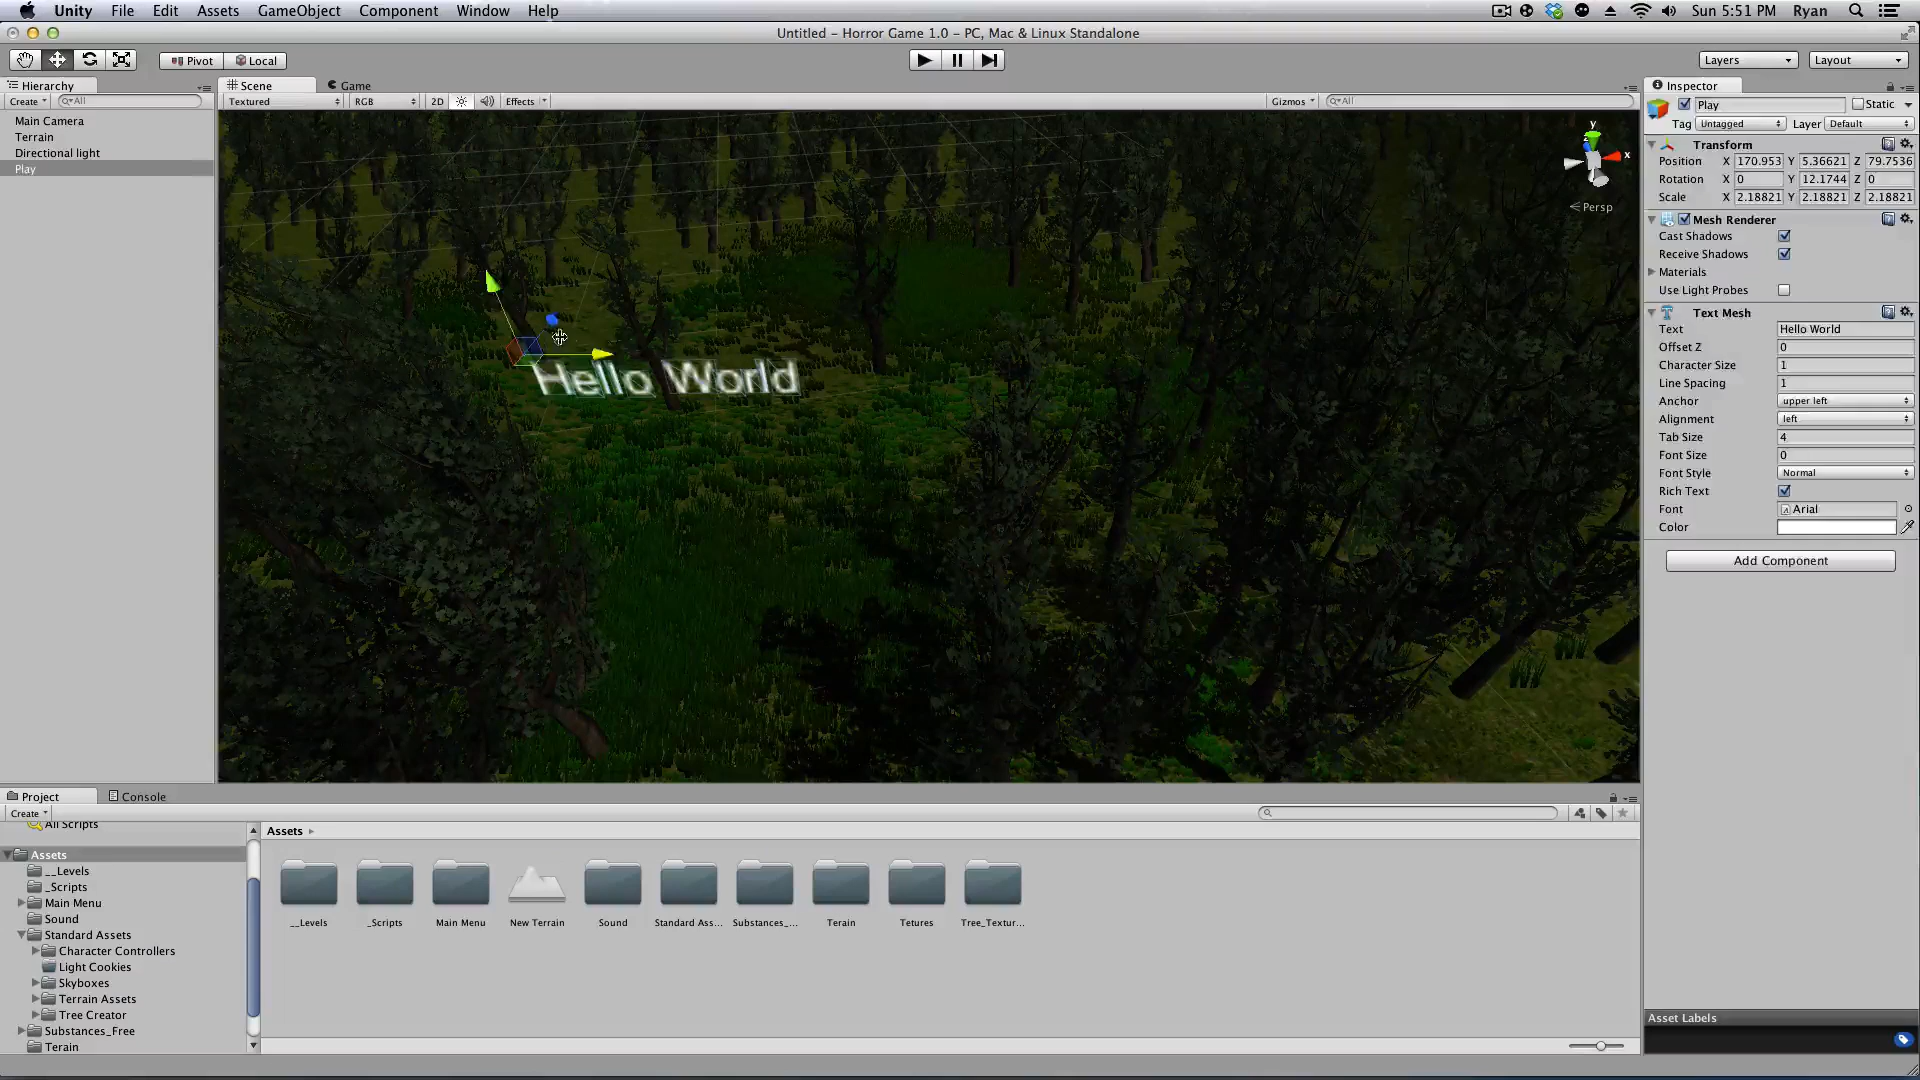 Unity File Edit Assets GameObject Component Window Help Sun 5:51 PM Ryan
Untitled – Horror Game 1.0 – PC, Mac & Linux Standalone
Pivot Local Layers Layout
Hierarchy Scene Game Inspector
Create All Textured RGB 2D Effects Gizmos All
Main Camera
Terrain
Directional light
Play
Play Static
Tag Untagged Layer Default
Transform
Position X 170.953 Y 5.36621 Z 79.7536
Rotation X 0 Y 12.1744 Z 0
Scale X 2.18821 Y 2.18821 Z 2.18821
Mesh Renderer
Cast Shadows
Receive Shadows
Materials
Use Light Probes
Text Mesh
Text Hello World
Offset Z 0
Character Size 1
Line Spacing 1
Anchor upper left
Alignment left
Tab Size 4
Font Size 0
Font Style Normal
Rich Text
Font Arial
Color
Add Component
y
x
Persp
Hello World
Project Console
Create
All Scripts
Assets
__Levels
_Scripts
Main Menu
Sound
Standard Assets
Character Controllers
Light Cookies
Skyboxes
Terrain Assets
Tree Creator
Substances_Free
Terain
Assets
__Levels _Scripts Main Menu New Terrain Sound Standard Ass... Substances_... Terain Tetures Tree_Textur...
Asset Labels